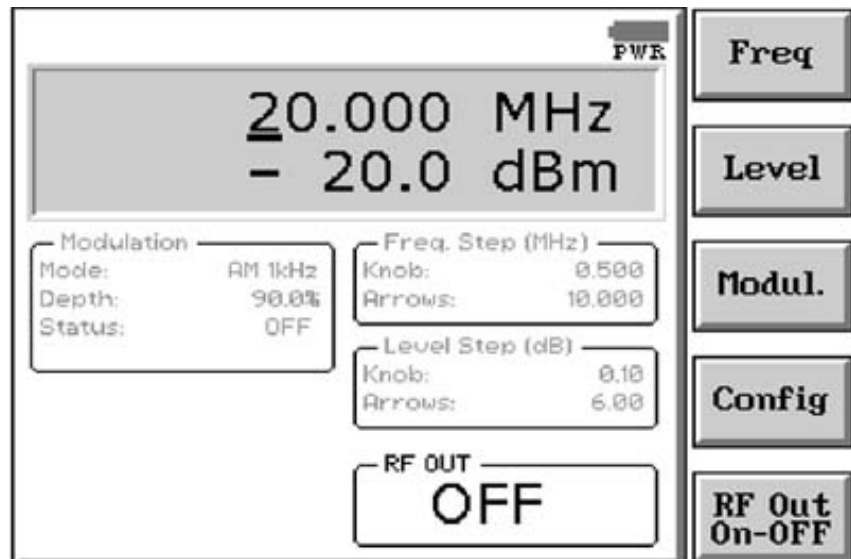 PWR
20.000 MHz
- 20.0 dBm
Modulation
Mode: AM 1kHz
Depth: 90.0%
Status: OFF
Freq. Step (MHz)
Knob: 0.500
Arrows: 10.000
Level Step (dB)
Knob: 0.10
Arrows: 6.00
RF OUT
OFF
Freq
Level
Modul.
Config
RF Out
On-OFF